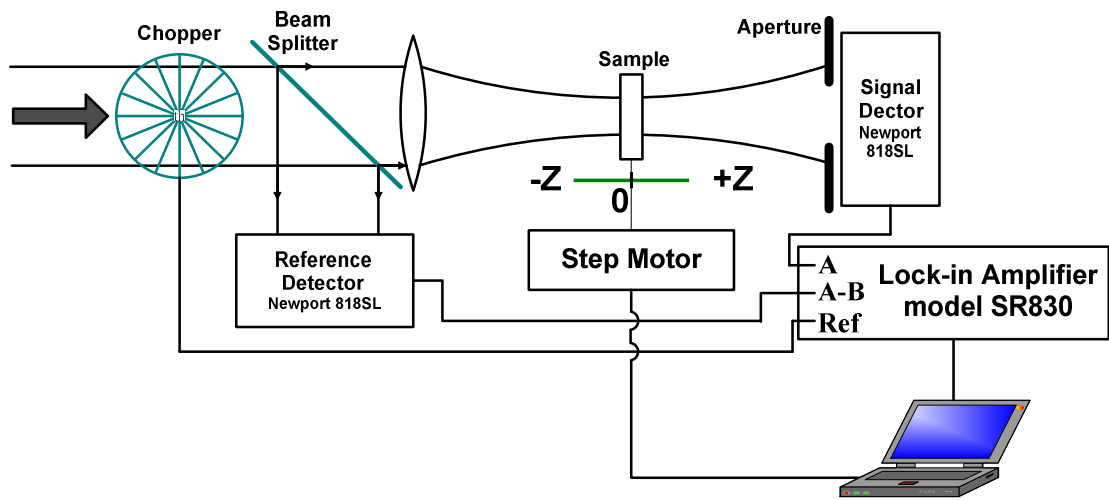 Chopper
Beam
Splitter
Aperture
Sample
Signal
Dector
Newport
818SL
th
-Z
+Z
0
Reference
Detector
Newport 818SL
Step Motor
A
A-B
Ref
Lock-in Amplifier
model SR830